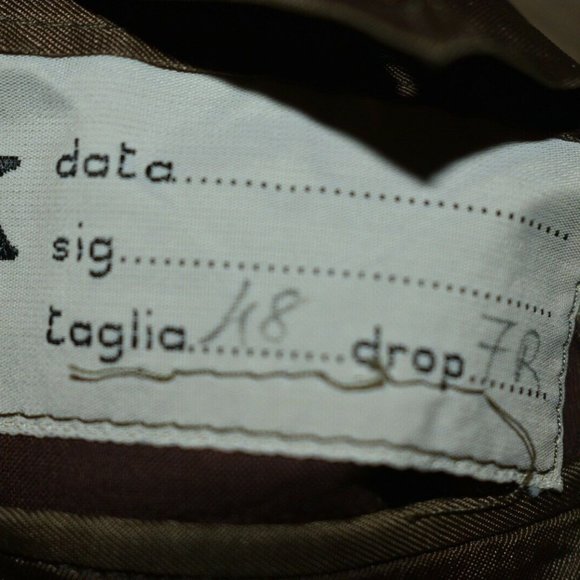 data....................................
sig....................................
taglia 48 ........ drop 7R